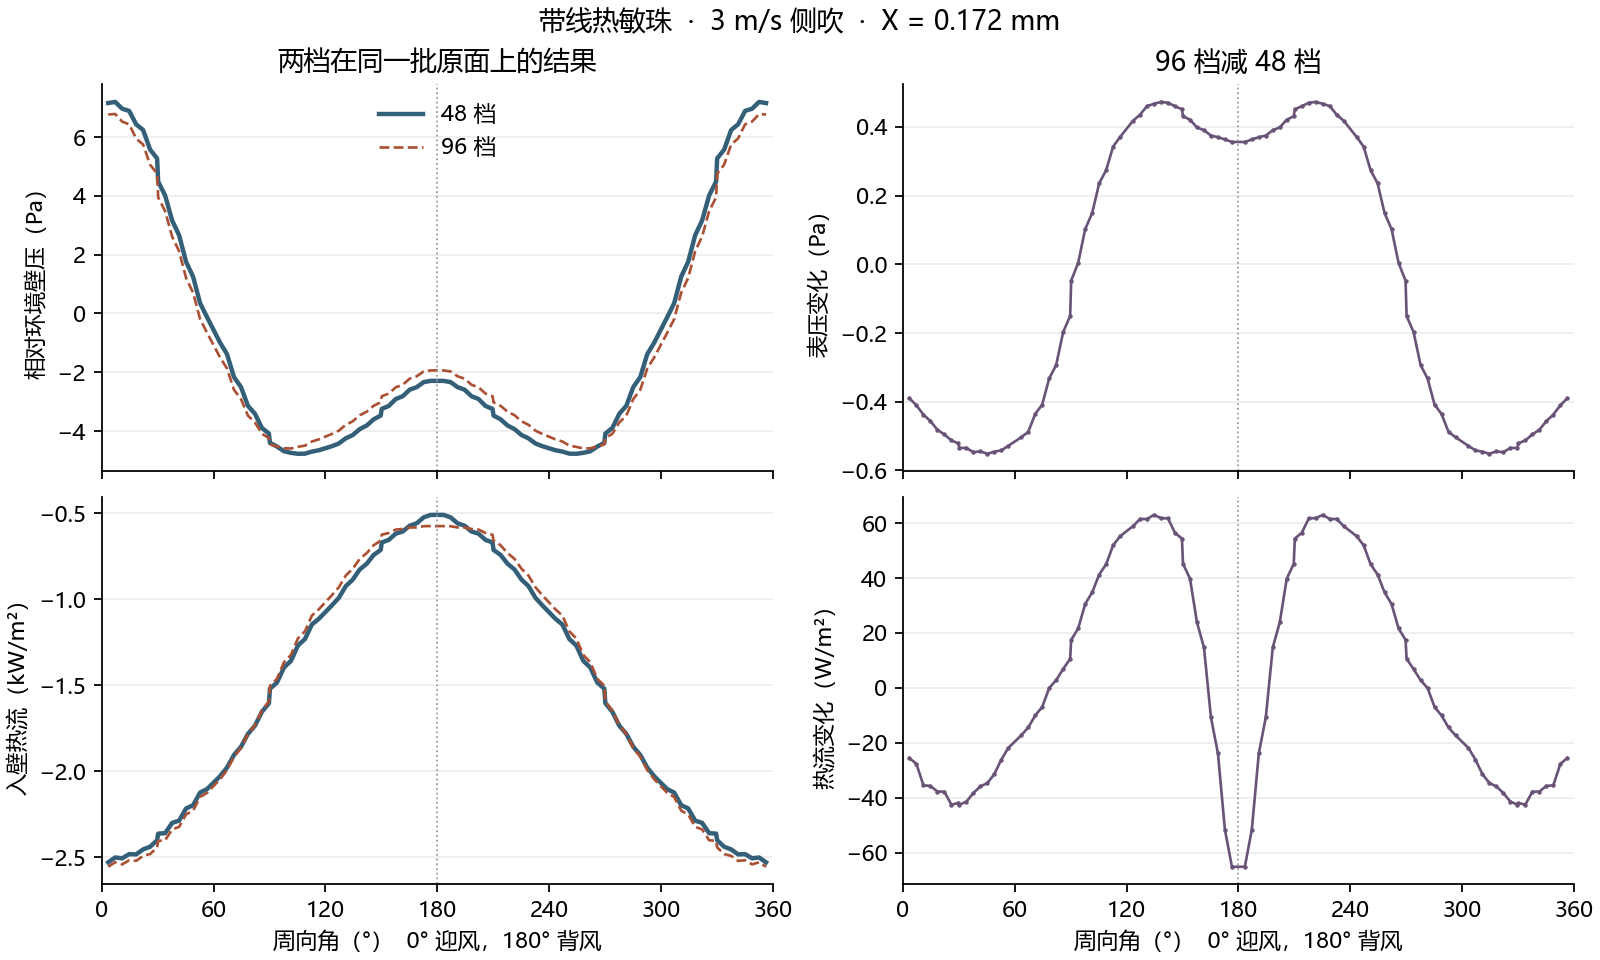 带线热敏珠 · 3 m/s 侧吹 · X = 0.172 mm
两档在同一批原面上的结果
48 档
96 档
相对环境壁压（Pa）
6
4
2
0
−2
−4
96 档减 48 档
表压变化（Pa）
0.4
0.2
0.0
−0.2
−0.4
−0.6
入壁热流（kW/m²）
−0.5
−1.0
−1.5
−2.0
−2.5
0 60 120 180 240 300 360
周向角（°） 0° 迎风，180° 背风
热流变化（W/m²）
60
40
20
0
−20
−40
−60
0 60 120 180 240 300 360
周向角（°） 0° 迎风，180° 背风